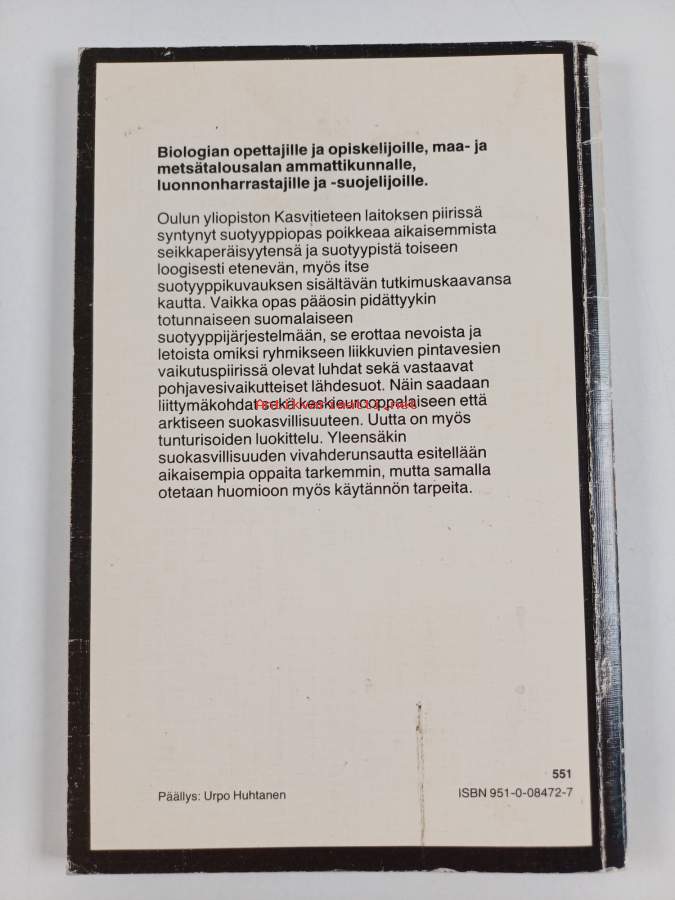 Biologian opettajille ja opiskelijoille, maa- ja
metsätalousalan ammattikunnalle,
luonnonharrastajille ja -suojelijoille.
Oulun yliopiston Kasvitieteen laitoksen piirissä
syntynyt suotyyppiopas poikkeaa aikaisemmista
seikkaperäisyytensä ja suotyypistä toiseen
loogisesti etenevän, myös itse
suotyyppikuvauksen sisältävän tutkimuskaavansa
kautta. Vaikka opas pääosin pidättyykin
totunnaiseen suomalaiseen
suotyyppijärjestelmään, se erottaa nevoista ja
letoista omiksi ryhmikseen liikkuvien pintavesien
vaikutuspiirissä olevat luhdat sekä vastaavat
pohjavesivaikutteiset lähdesuot. Näin saadaan
liittymäkohdat sekä keskieurooppalaiseen että
arktiseen suokasvillisuuteen. Uutta on myös
tunturisoiden luokittelu. Yleensäkin
suokasvillisuuden vivahderunsautta esitellään
aikaisempia oppaita tarkemmin, mutta samalla
otetaan huomioon myös käytännön tarpeita.
551
Päällys: Urpo Huhtanen
ISBN 951-0-08472-7